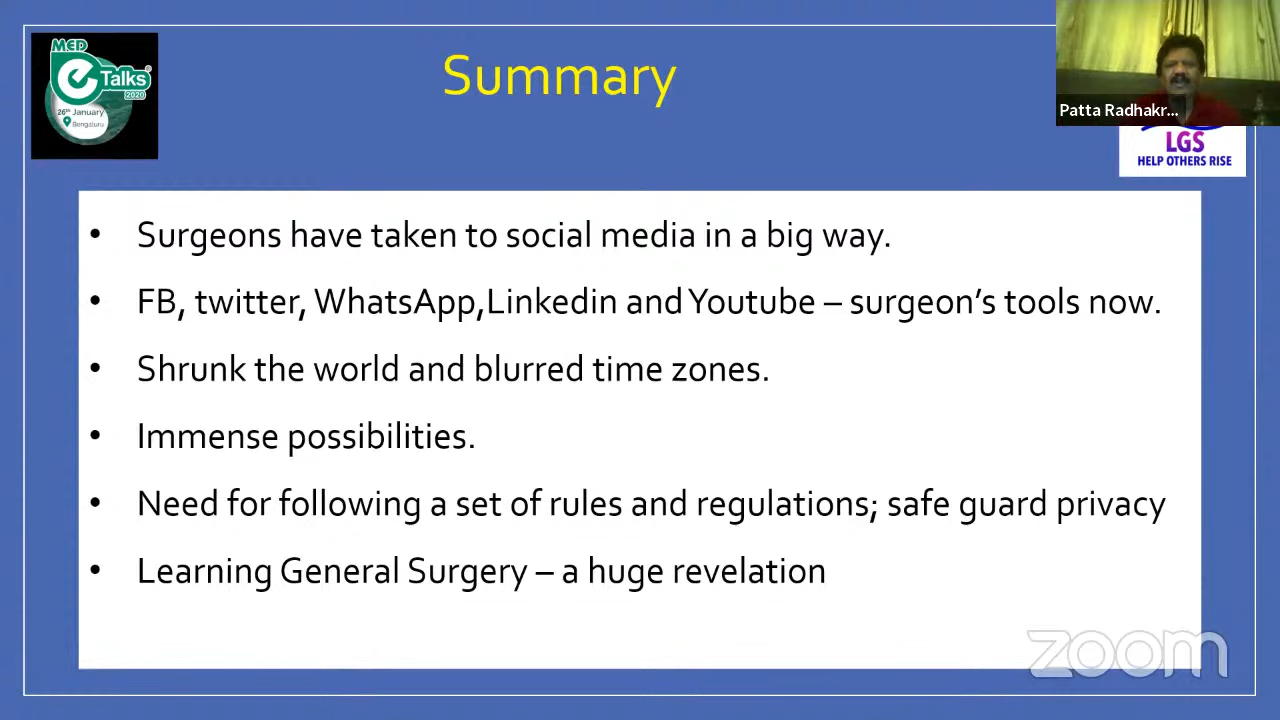 MED
eTalks
2020
26th January
Bengaluru
Summary
Patta Radhakr...
LGS
HELP OTHERS RISE
• Surgeons have taken to social media in a big way.
• FB, twitter, WhatsApp,Linkedin and Youtube – surgeon's tools now.
• Shrunk the world and blurred time zones.
• Immense possibilities.
• Need for following a set of rules and regulations; safe guard privacy
• Learning General Surgery – a huge revelation
zoom